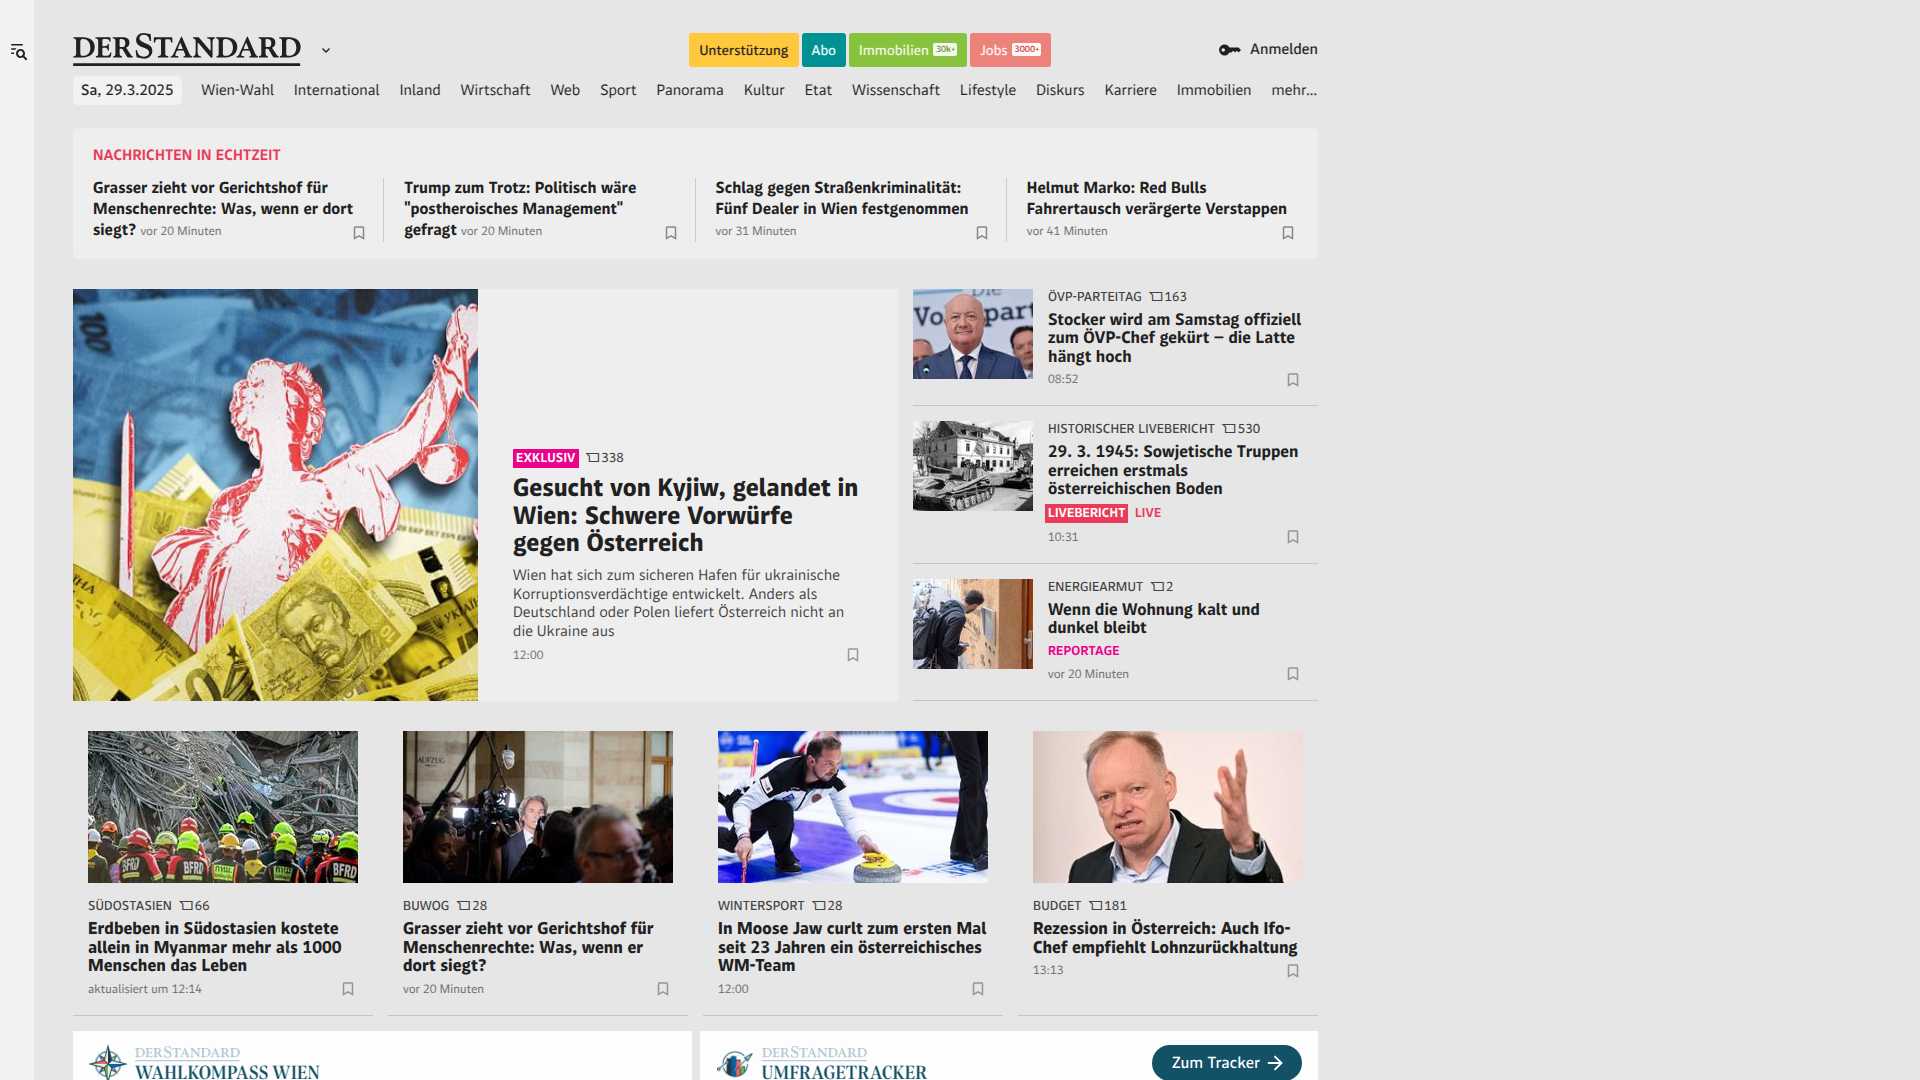 DERSTANDARD
Unterstützung
Abo
Immobilien 30k+
Jobs 3000+
Anmelden
Sa, 29.3.2025
Wien-Wahl
International
Inland
Wirtschaft
Web
Sport
Panorama
Kultur
Etat
Wissenschaft
Lifestyle
Diskurs
Karriere
Immobilien
mehr...
NACHRICHTEN IN ECHTZEIT
Grasser zieht vor Gerichtshof für
Menschenrechte: Was, wenn er dort
siegt? vor 20 Minuten
Trump zum Trotz: Politisch wäre
"postheroisches Management"
gefragt vor 20 Minuten
Schlag gegen Straßenkriminalität:
Fünf Dealer in Wien festgenommen
vor 31 Minuten
Helmut Marko: Red Bulls
Fahrertausch verärgerte Verstappen
vor 41 Minuten
EXKLUSIV 338
Gesucht von Kyjiw, gelandet in
Wien: Schwere Vorwürfe
gegen Österreich
Wien hat sich zum sicheren Hafen für ukrainische
Korruptionsverdächtige entwickelt. Anders als
Deutschland oder Polen liefert Österreich nicht an
die Ukraine aus
12:00
ÖVP-PARTEITAG 163
Stocker wird am Samstag offiziell
zum ÖVP-Chef gekürt – die Latte
hängt hoch
08:52
HISTORISCHER LIVEBERICHT 530
29. 3. 1945: Sowjetische Truppen
erreichen erstmals
österreichischen Boden
LIVEBERICHT LIVE
10:31
ENERGIEARMUT 2
Wenn die Wohnung kalt und
dunkel bleibt
REPORTAGE
vor 20 Minuten
AUFZUG
BFRD
BFRD
BFRD
SÜDOSTASIEN 66
Erdbeben in Südostasien kostete
allein in Myanmar mehr als 1000
Menschen das Leben
aktualisiert um 12:14
BUWOG 28
Grasser zieht vor Gerichtshof für
Menschenrechte: Was, wenn er
dort siegt?
vor 20 Minuten
WINTERSPORT 28
In Moose Jaw curlt zum ersten Mal
seit 23 Jahren ein österreichisches
WM-Team
12:00
BUDGET 181
Rezession in Österreich: Auch Ifo-
Chef empfiehlt Lohnzurückhaltung
13:13
DERSTANDARD
WAHLKOMPASS WIEN
DERSTANDARD
UMFRAGETRACKER
Zum Tracker